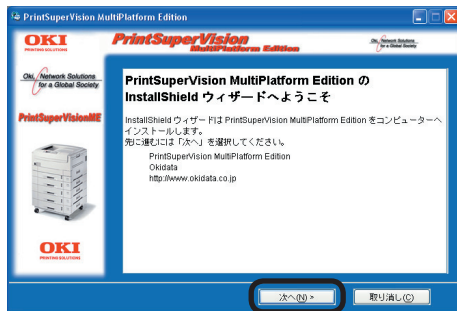 PrintSuperVision MultiPlatform Edition
OKI
PRINTING SOLUTIONS
PrintSuperVision
MultiPlatform Edition
Oki, Network Solutions
for a Global Society
Oki, Network Solutions
for a Global Society
PrintSuperVisionME
OKI
PRINTING SOLUTIONS
PrintSuperVision MultiPlatform Edition の
InstallShield ウィザードへようこそ
InstallShield ウィザードは PrintSuperVision MultiPlatform Edition をコンピューターへ
インストールします。
先に進むには「次へ」を選択してください。
PrintSuperVision MultiPlatform Edition
Okidata
http://www.okidata.co.jp
次へ(N) >
取り消し(C)